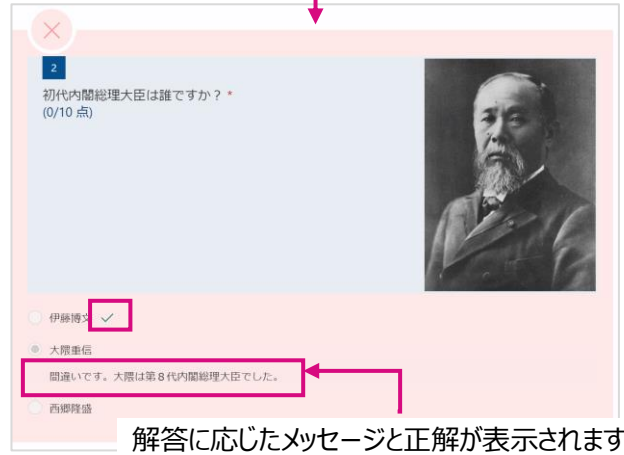 2
初代内閣総理大臣は誰ですか？ *
(0/10 点)
伊藤博文
大隈重信
間違いです。大隈は第８代内閣総理大臣でした。
西郷隆盛
解答に応じたメッセージと正解が表示されます